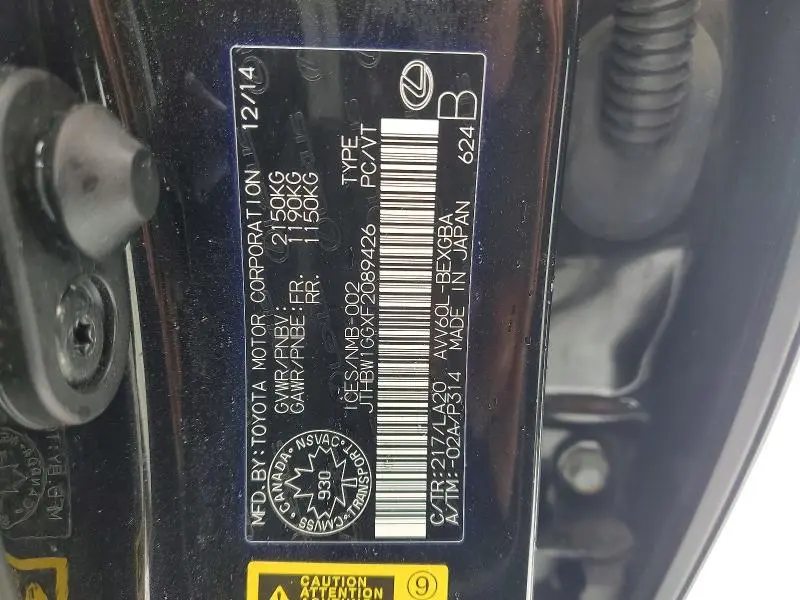 MFD. BY: TOYOTA MOTOR CORPORATION 12/14
GVWR/PNBV: 2150KG
GAWR/PNBE: FR: 1190KG
RR. 1150KG
CANADA NSVAC TRANSPORT CMVSS
930
ICES/NMB-002 TYPE
JTHBW1GGXF2089426 PC/VT
C/TR: 217/LA20 AVV60L-BEXGBA
A/TM: -02A/P314 MADE IN JAPAN 624
B
CAUTION
ATTENTION
9